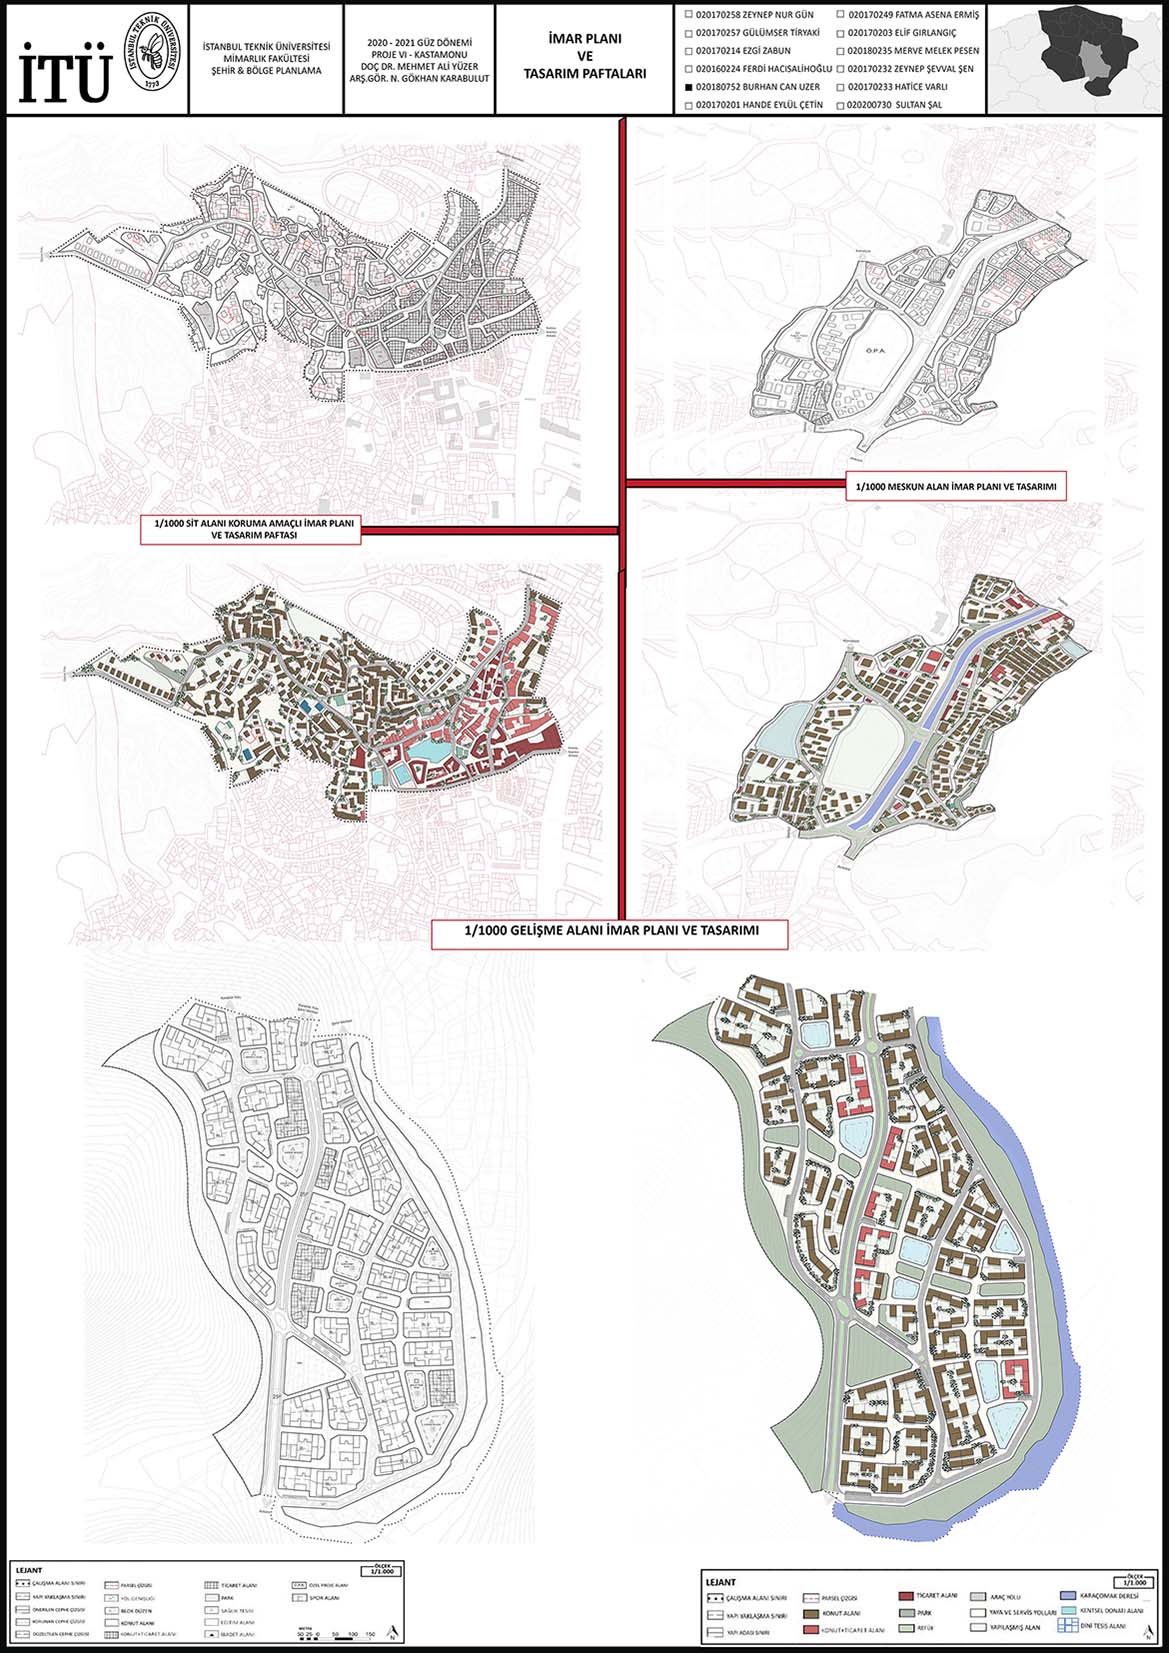 İTÜ
İSTANBUL TEKNİK ÜNİVERSİTESİ
1773
İSTANBUL TEKNİK ÜNİVERSİTESİ
MİMARLIK FAKÜLTESİ
ŞEHİR & BÖLGE PLANLAMA
2020 - 2021 GÜZ DÖNEMİ
PROJE VI - KASTAMONU
DOÇ DR. MEHMET ALİ YÜZER
ARŞ.GÖR. N. GÖKHAN KARABULUT
İMAR PLANI
VE
TASARIM PAFTALARI
020170258 ZEYNEP NUR GÜN
020170257 GÜLÜMSER TİRYAKİ
020170214 EZGİ ZABUN
020160224 FERDİ HACISALİHOĞLU
020180752 BURHAN CAN UZER
020170201 HANDE EYLÜL ÇETİN
020170249 FATMA ASENA ERMİŞ
020170203 ELİF GIRLANGIÇ
020180235 MERVE MELEK PESEN
020170232 ZEYNEP ŞEVVAL ŞEN
020170233 HATİCE VARLI
020200730 SULTAN ŞAL
Ö.P.A.
1/1000 MESKUN ALAN İMAR PLANI VE TASARIMI
1/1000 SİT ALANI KORUMA AMAÇLI İMAR PLANI
VE TASARIM PAFTASI
1/1000 GELİŞME ALANI İMAR PLANI VE TASARIMI
LEJANT
ÖLÇEK
1/1.000
ÇALIŞMA ALANI SINIRI
YAPI YAKLAŞMA SINIRI
ÖNERİLEN CEPHE ÇİZGİSİ
KORUNAN CEPHE ÇİZGİSİ
DÜZELTİLEN CEPHE ÇİZGİSİ
PARSEL ÇİZGİSİ
YOL GENİŞLİĞİ
BLOK DÜZEN
KONUT ALANI
KONUT+TİCARET ALANI
TİCARET ALANI
PARK
SAĞLIK TESİSİ
EĞİTİM ALANI
İBADET ALANI
ÖZEL PROJE ALANI
SPOR ALANI
METRE
50 25 0 50 100 150
N
LEJANT
ÖLÇEK
1/1.000
ÇALIŞMA ALANI SINIRI
YAPI YAKLAŞMA SINIRI
YAPI ADASI SINIRI
PARSEL ÇİZGİSİ
KONUT ALANI
KONUT+TİCARET ALANI
TİCARET ALANI
PARK
REFÜJ
ARAÇ YOLU
YAYA VE SERVİS YOLLARI
YAPILAŞMIŞ ALAN
KARAÇOMAK DERESİ
KENTSEL DONATI ALANI
DİNİ TESİS ALANI
N